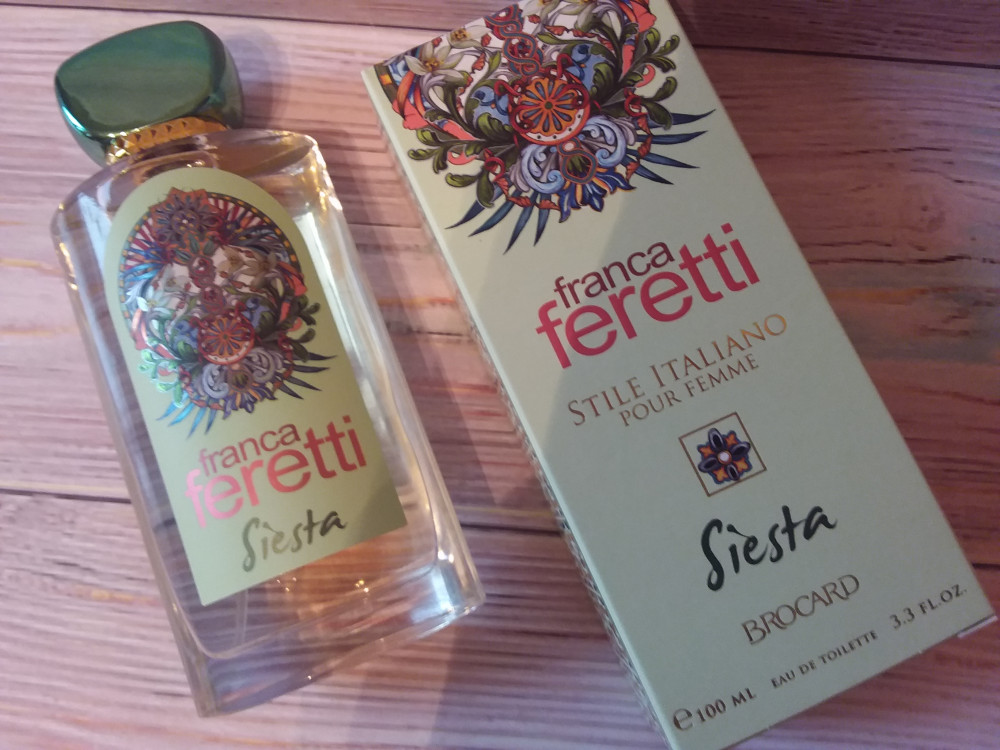 franca
feretti
Sièsta
franca
feretti
STILE ITALIANO
POUR FEMME
Sièsta
BROCARD
e 100 ML EAU DE TOILETTE 3.3 FL.OZ.